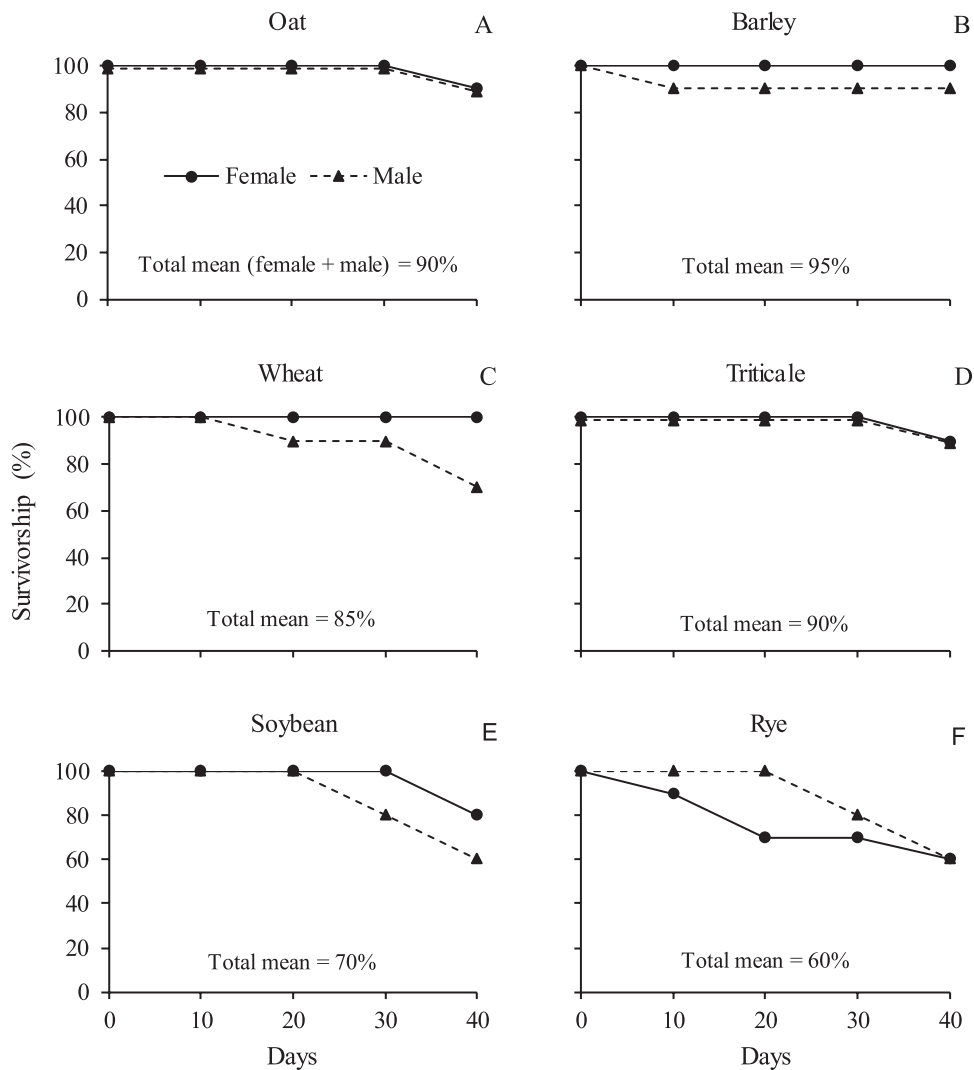 Oat A
100
80
60
40
20
0
Female Male
Total mean (female + male) = 90%
Barley B
Total mean = 95%
Survivorship (%)
Wheat C
100
80
60
40
20
0
Total mean = 85%
Triticale D
Total mean = 90%
Soybean E
100
80
60
40
20
0
Total mean = 70%
0 10 20 30 40
Days
Rye F
Total mean = 60%
0 10 20 30 40
Days